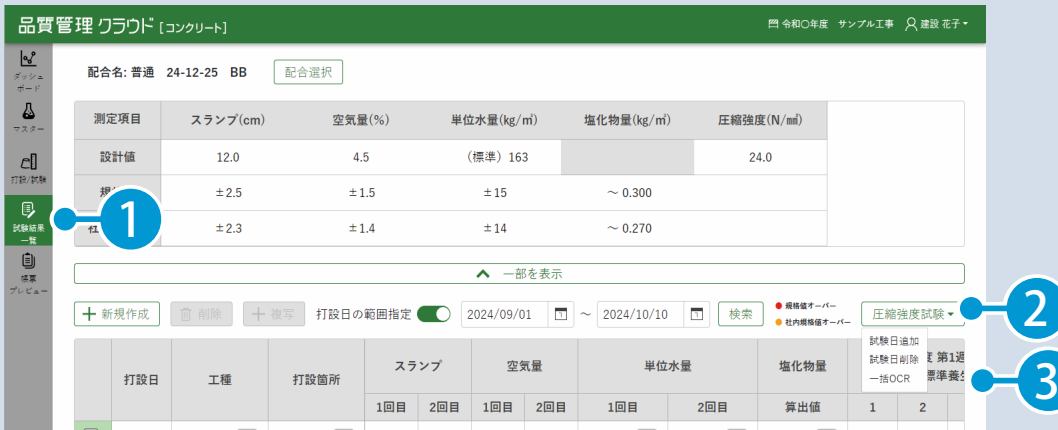 品質管理 クラウド [コンクリート]
令和〇年度 サンプル工事 建設 花子
ダッシュボード
マスター
打設/試験
試験結果一覧
帳票プレビュー
配合名: 普通 24-12-25 BB 配合選択
測定項目 スランプ(cm) 空気量(%) 単位水量(kg/㎥) 塩化物量(kg/㎥) 圧縮強度(N/㎟)
設計値 12.0 4.5 (標準) 163 24.0
±2.5 ±1.5 ±15 ～ 0.300
±2.3 ±1.4 ±14 ～ 0.270
1
一部を表示
新規作成 削除 複写 打設日の範囲指定 2024/09/01 ～ 2024/10/10 検索
規格値オーバー
社内規格値オーバー
圧縮強度試験
2
試験日追加
試験日削除
一括OCR
3
度 第1週
標準養
打設日 工種 打設箇所 スランプ 空気量 単位水量 塩化物量
1回目 2回目 1回目 2回目 1回目 2回目 算出値 1 2